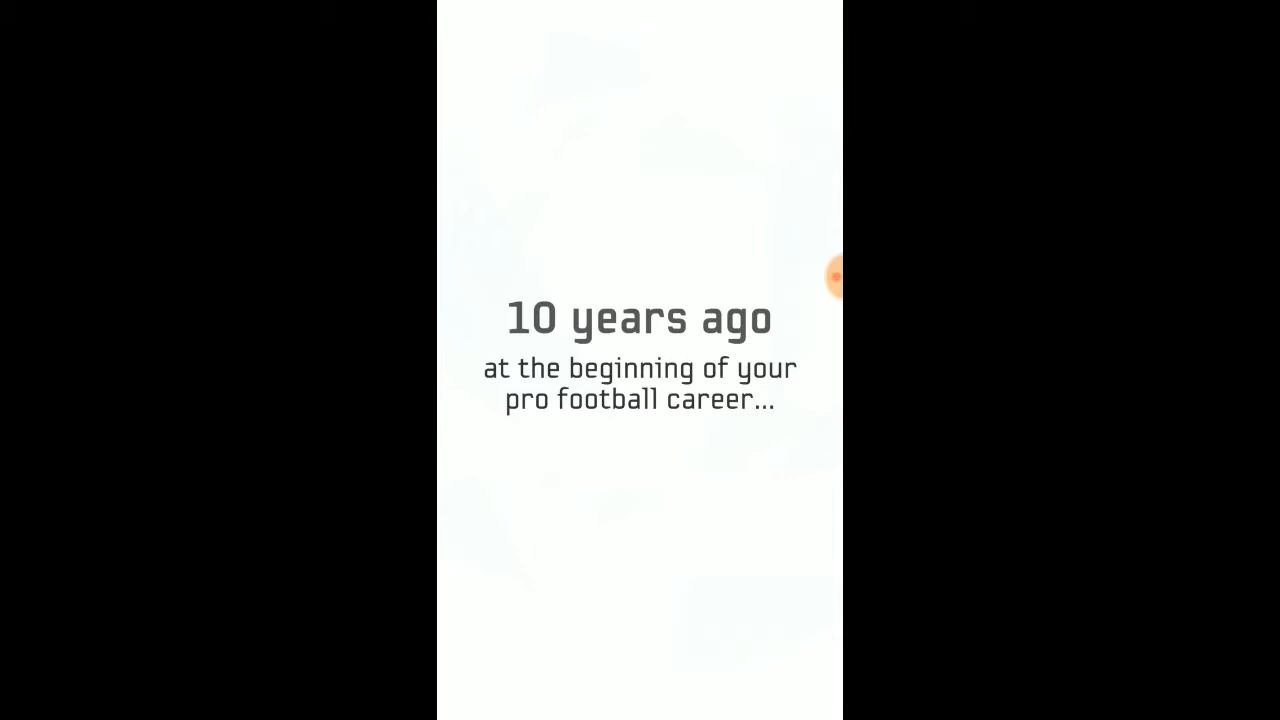 10 years ago
at the beginning of your
pro football career...